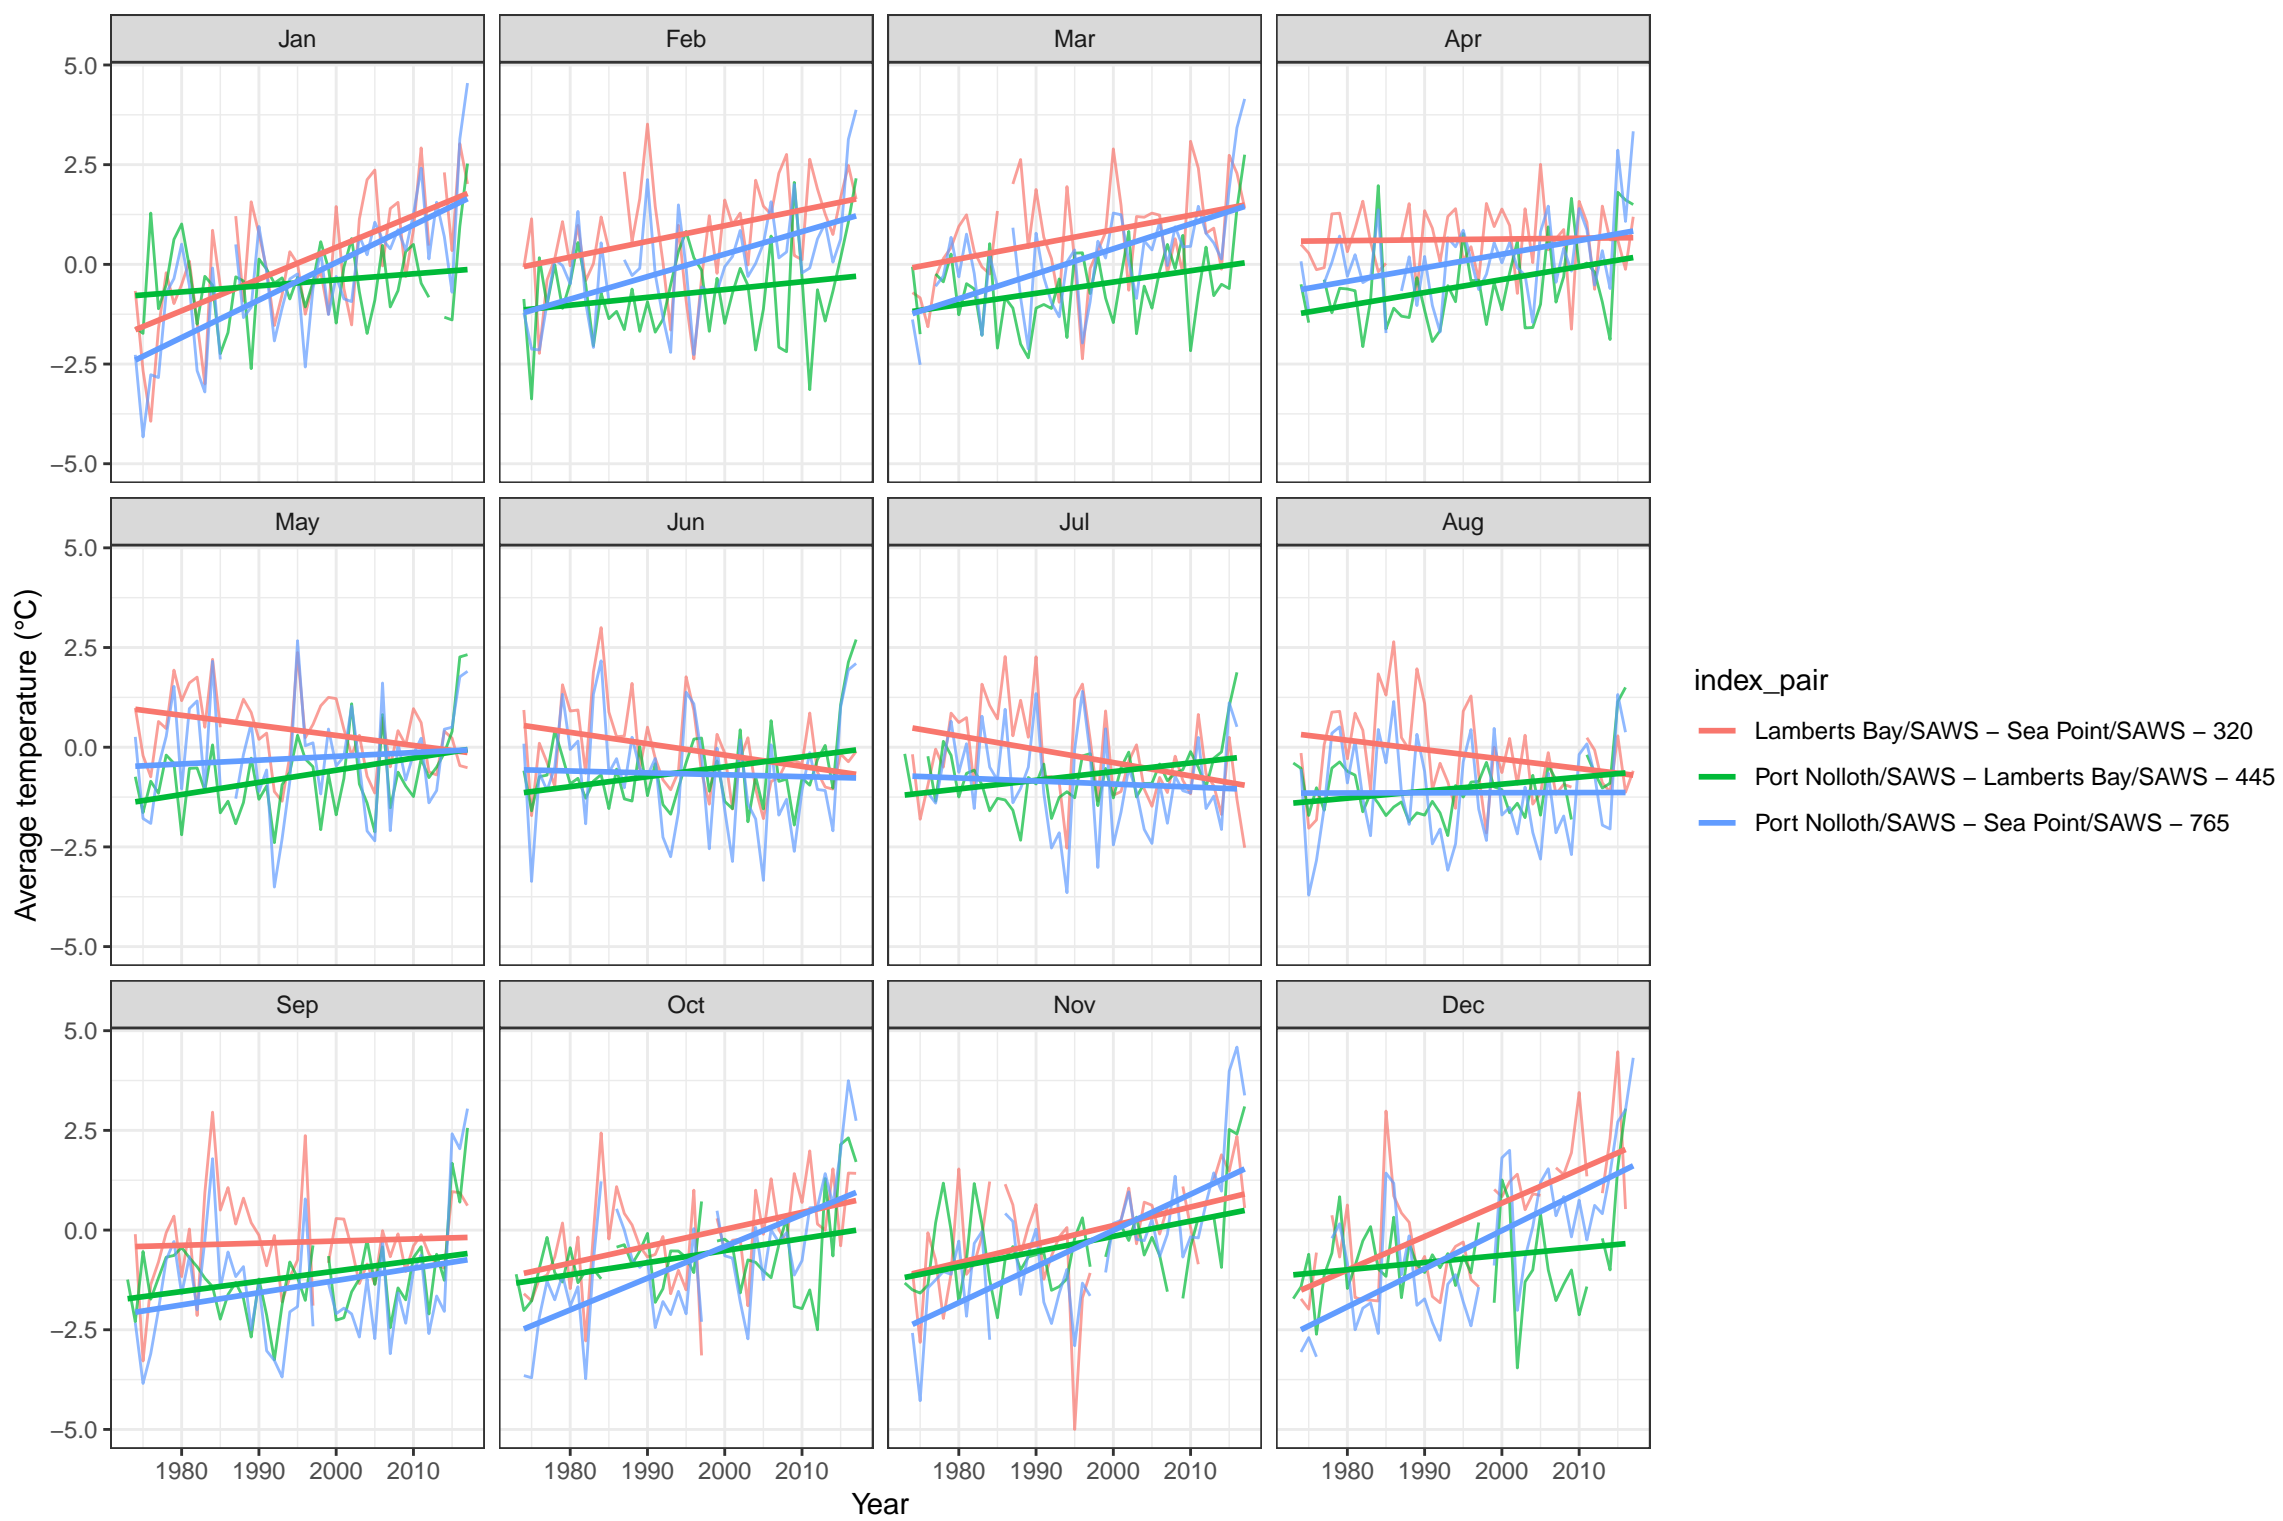 Jan Feb Mar Apr
5.0
2.5
0.0
−2.5
−5.0
May Jun Jul Aug
5.0
2.5
0.0
−2.5
−5.0
Average temperature (°C)
Sep Oct Nov Dec
5.0
2.5
0.0
−2.5
−5.0
1980 1990 2000 2010 1980 1990 2000 2010 1980 1990 2000 2010 1980 1990 2000 2010
Year
index_pair
Lamberts Bay/SAWS − Sea Point/SAWS − 320
Port Nolloth/SAWS − Lamberts Bay/SAWS − 445
Port Nolloth/SAWS − Sea Point/SAWS − 765